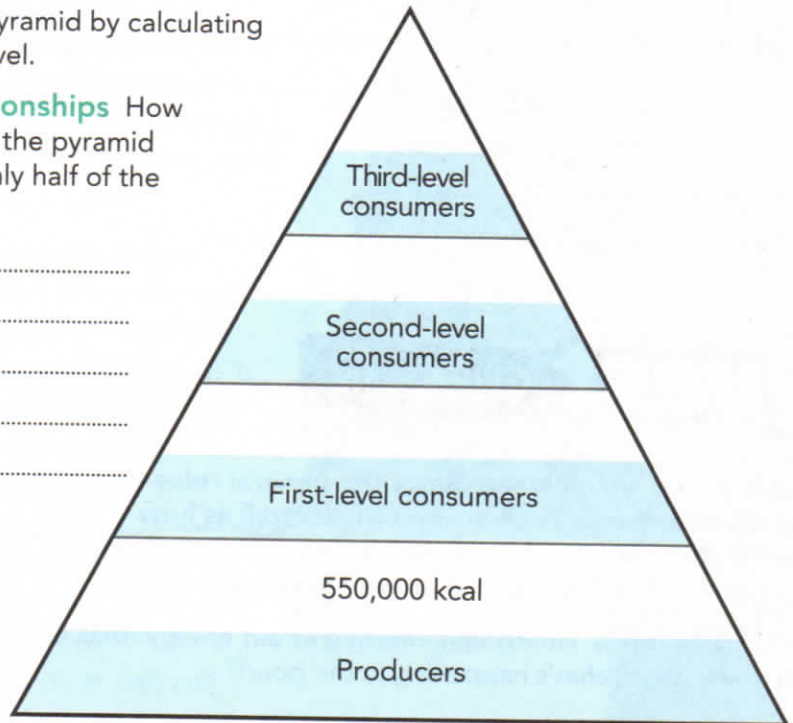 yramid by calculating
vel.
onships How
the pyramid
ly half of the
Third-level
consumers
Second-level
consumers
First-level consumers
550,000 kcal
Producers